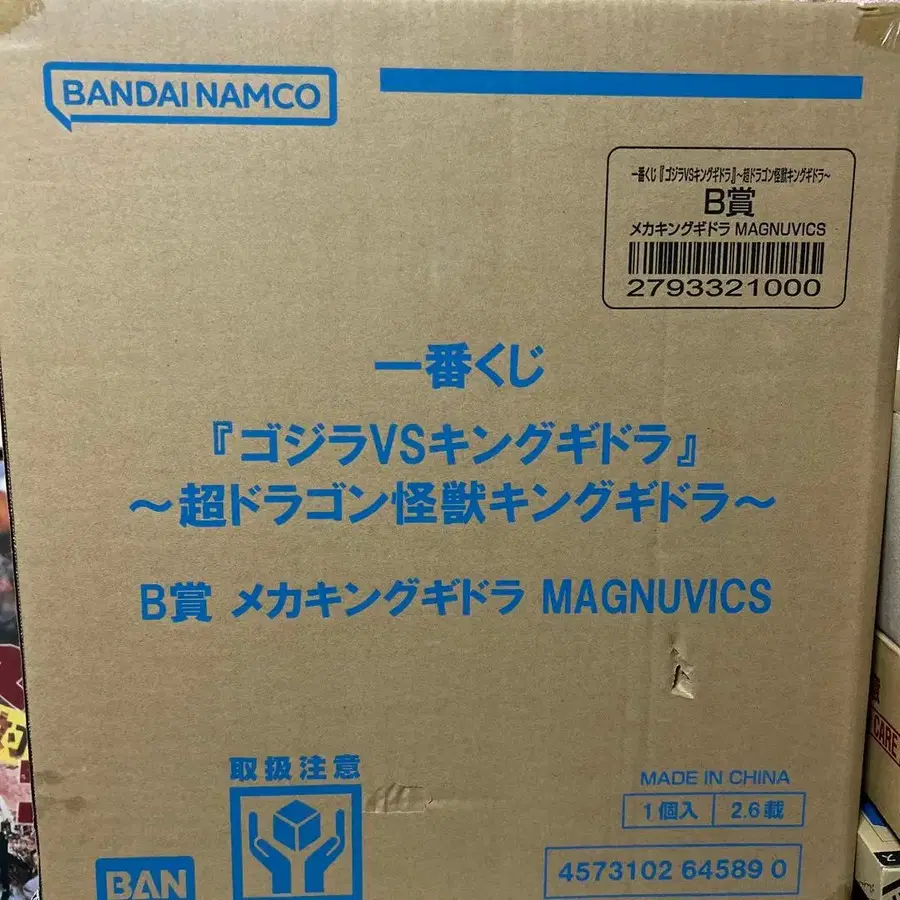 BANDAI NAMCO
一番くじ『ゴジラVSキングギドラ』~超ドラゴン怪獣キングギドラ~
B賞
メカキングギドラ MAGNUVICS
2793321000
一番くじ
『ゴジラVSキングギドラ』
~超ドラゴン怪獣キングギドラ~
B賞 メカキングギドラ MAGNUVICS
取扱注意
MADE IN CHINA
1個入 2.6載
4573102 64589 0
BAN
CARE